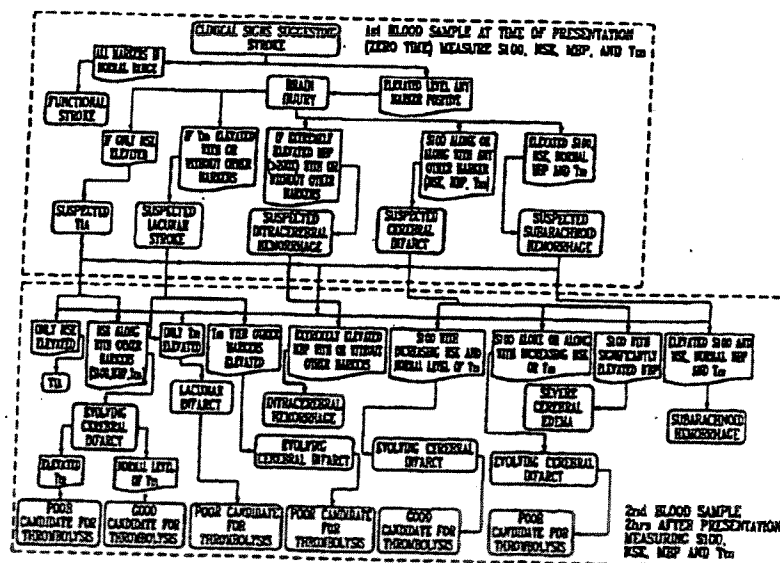 CLINICAL SIGNS SUGGESTING
STROKE
1st BLOOD SAMPLE AT TIME OF PRESENTATION
(ZERO TIME) MEASURE S100, NSK, MBP, AND Tm
ALL MARKERS IN
NORMAL RANGE
FUNCTIONAL
STROKE
BRAIN
INJURY
ELEVATED LEVEL ANY
MARKER POSITIVE
IF ONLY NSK
ELEVATED
IF Tm ELEVATED
WITH OR
WITHOUT OTHER
MARKERS
IF EXTREMELY
ELEVATED MBP
WITH OR
WITHOUT OTHER
MARKERS
S100 ALONE OR
ALONG WITH ANY
OTHER MARKER
(NSK, MBP, Tm)
ELEVATED S100,
NSK, NORMAL
MBP AND Tm
SUSPECTED
TIA
SUSPECTED
LACUNAR
STROKE
SUSPECTED
INTRACEREBRAL
HEMORRHAGE
SUSPECTED
CEREBRAL
INFARCT
SUSPECTED
SUBARACHNOID
HEMORRHAGE
ONLY NSK
ELEVATED
NSK ALONG
WITH OTHER
MARKERS
(S100, MBP, Tm)
ONLY Tm
ELEVATED
Tm WITH OTHER
MARKERS
ELEVATED
EXTREMELY ELEVATED
MBP WITH OR WITHOUT
OTHER MARKERS
S100 WITH
INCREASING NSK AND
NORMAL LEVEL OF Tm
S100 ALONE OR ALONG
WITH INCREASING NSK
OR Tm
S100 WITH
SIGNIFICANTLY
ELEVATED MBP
ELEVATED S100 AND
NSK, NORMAL MBP
AND Tm
TIA
EVOLVING
CEREBRAL
INFARCT
LACUNAR
INFARCT
INTRACEREBRAL
HEMORRHAGE
SEVERE
CEREBRAL
EDEMA
SUBARACHNOID
HEMORRHAGE
EVOLVING
CEREBRAL INFARCT
EVOLVING CEREBRAL
INFARCT
EVOLVING CEREBRAL
INFARCT
ELEVATED
Tm
NORMAL LEVEL
OF Tm
POOR
CANDIDATE FOR
THROMBOLYSIS
GOOD
CANDIDATE FOR
THROMBOLYSIS
POOR CANDIDATE
FOR
THROMBOLYSIS
POOR CANDIDATE
FOR
THROMBOLYSIS
GOOD
CANDIDATE FOR
THROMBOLYSIS
POOR
CANDIDATE FOR
THROMBOLYSIS
2nd BLOOD SAMPLE
2hrs AFTER PRESENTATION
MEASURING S100,
NSK, MBP AND Tm